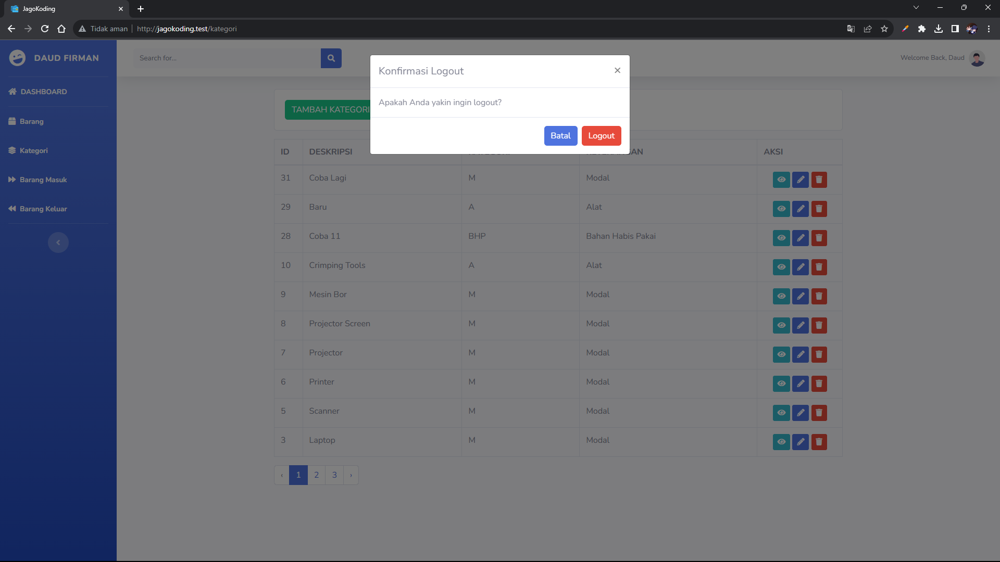 JagoKoding
Tidak aman http://jagokoding.test/kategori
DAUD FIRMAN
Search for...
Welcome Back, Daud
DASHBOARD
Barang
Kategori
Barang Masuk
Barang Keluar
Konfirmasi Logout
Apakah Anda yakin ingin logout?
Batal Logout
TAMBAH KATEGORI
ID DESKRIPSI AKSI
31 Coba Lagi M Modal
29 Baru A Alat
28 Coba 11 BHP Bahan Habis Pakai
10 Crimping Tools A Alat
9 Mesin Bor M Modal
8 Projector Screen M Modal
7 Projector M Modal
6 Printer M Modal
5 Scanner M Modal
3 Laptop M Modal
‹ 1 2 3 ›